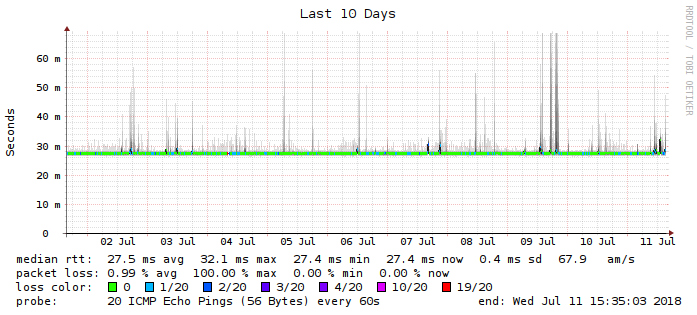 Last 10 Days
RRDTOOL / TOBI OETIKER
Seconds
60 m
50 m
40 m
30 m
20 m
10 m
0
02 Jul 03 Jul 04 Jul 05 Jul 06 Jul 07 Jul 08 Jul 09 Jul 10 Jul 11 Jul
median rtt: 27.5 ms avg 32.1 ms max 27.4 ms min 27.4 ms now 0.4 ms sd 67.9 am/s
packet loss: 0.99 % avg 100.00 % max 0.00 % min 0.00 % now
loss color: 0 1/20 2/20 3/20 4/20 10/20 19/20
probe: 20 ICMP Echo Pings (56 Bytes) every 60s end: Wed Jul 11 15:35:03 2018